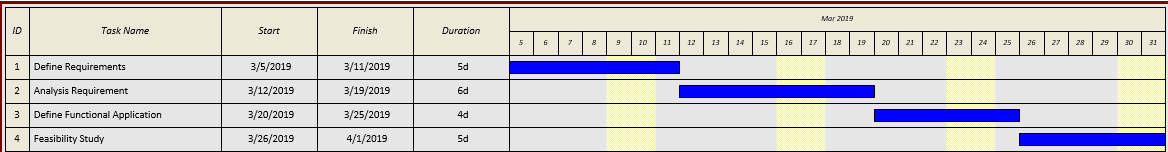 ID Task Name Start Finish Duration Mar 2019
5 6 7 8 9 10 11 12 13 14 15 16 17 18 19 20 21 22 23 24 25 26 27 28 29 30 31
1 Define Requirements 3/5/2019 3/11/2019 5d
2 Analysis Requirement 3/12/2019 3/19/2019 6d
3 Define Functional Application 3/20/2019 3/25/2019 4d
4 Feasibility Study 3/26/2019 4/1/2019 5d